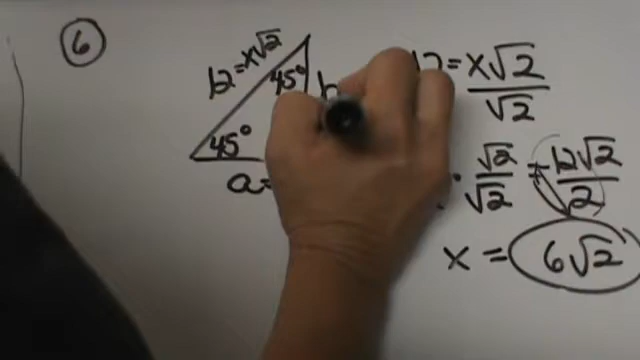 6
12=x√2
45°
45°
a=
b
12=x√2
√2
√2 = 12√2
√2 2
x = 6√2